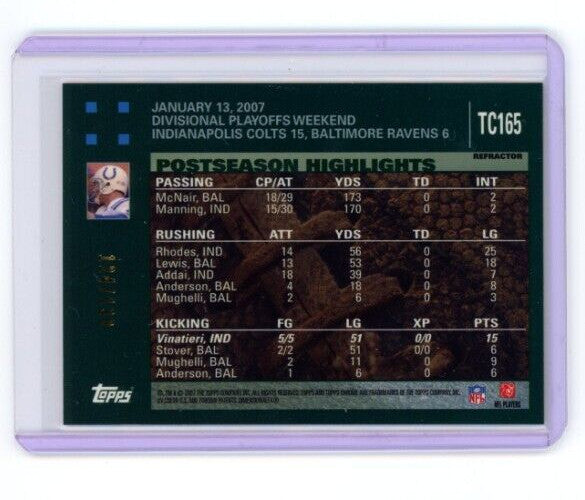 JANUARY 13, 2007
DIVISIONAL PLAYOFFS WEEKEND
INDIANAPOLIS COLTS 15, BALTIMORE RAVENS 6
TC165
REFRACTOR
POSTSEASON HIGHLIGHTS
PASSING CP/AT YDS TD INT
McNair, BAL 18/29 173 0 2
Manning, IND 15/30 170 0 2
RUSHING ATT YDS TD LG
Rhodes, IND 14 56 0 25
Lewis, BAL 13 53 0 18
Addai, IND 18 39 0 7
Anderson, BAL 4 18 0 8
Mughelli, BAL 2 6 0 3
KICKING FG LG XP PTS
Vinatieri, IND 5/5 51 0/0 15
Stover, BAL 2/2 51 0/0 6
Mughelli, BAL 2 11 0 9
Anderson, BAL 1 6 0 6
Topps
NFL
NFL PLAYERS